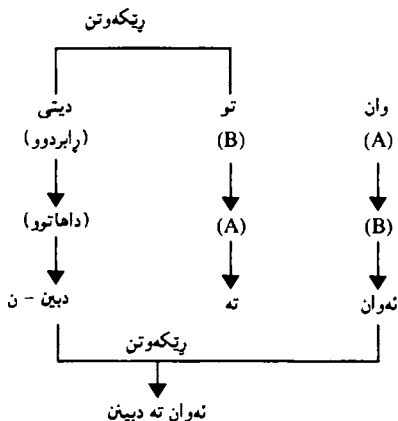 ڕێکەوتن
وان تو دیتی
(A) (B) (ڕابردوو)
(B) (A) (داهاتوو)
ئەوان تە دبین - ن
ڕێکەوتن
ئەوان تە دبینن